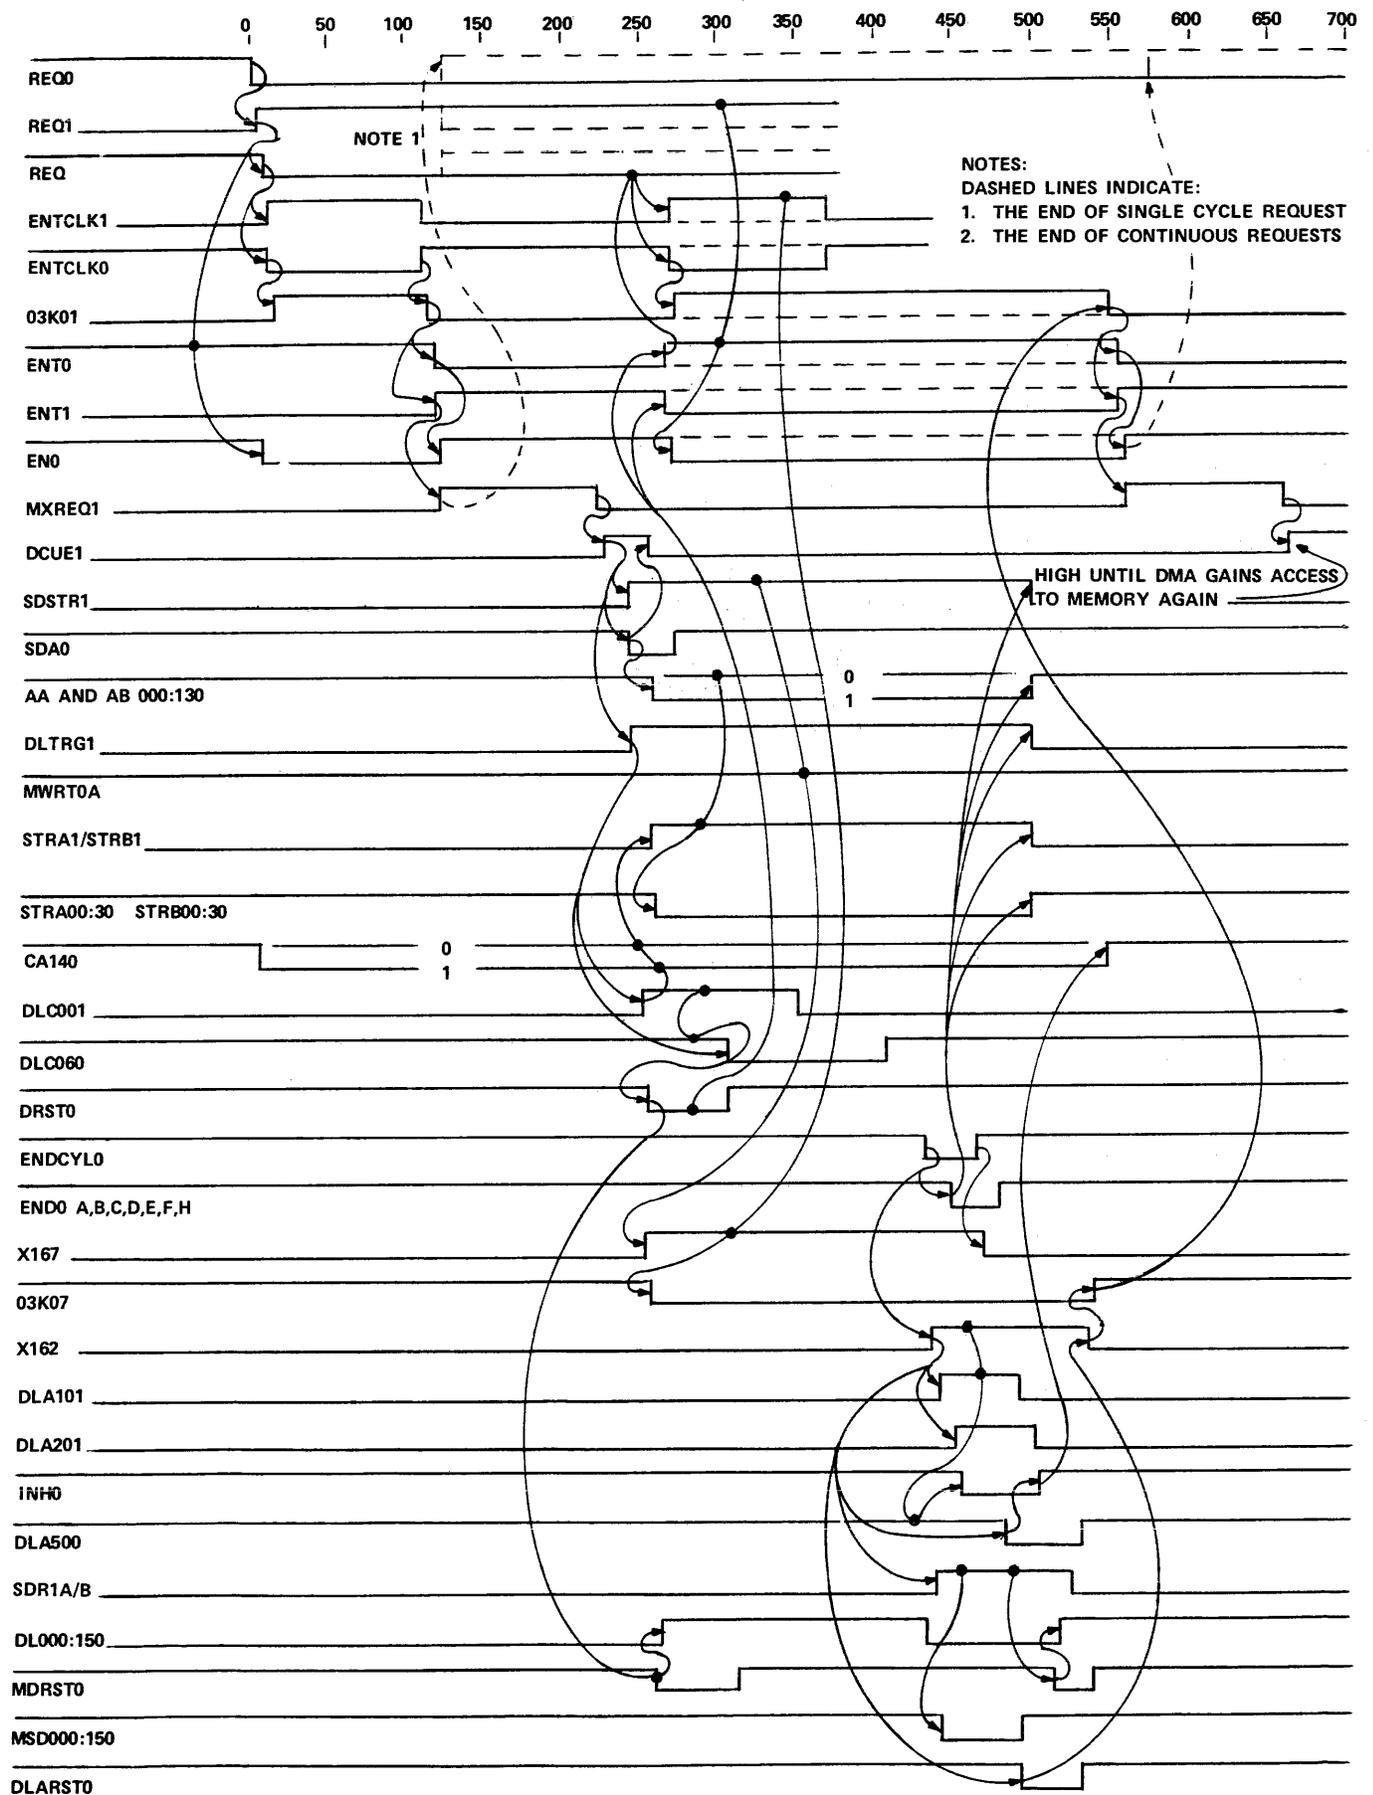 0 50 100 150 200 250 300 350 400 450 500 550 600 650 700
REQ0
REQ1
NOTE 1
REQ
NOTES:
DASHED LINES INDICATE:
1. THE END OF SINGLE CYCLE REQUEST
2. THE END OF CONTINUOUS REQUESTS
ENTCLK1
ENTCLK0
03K01
ENT0
ENT1
EN0
MXREQ1
DCUE1
HIGH UNTIL DMA GAINS ACCESS
TO MEMORY AGAIN
SDSTR1
SDA0
AA AND AB 000:130
0
1
DLTRG1
MWRT0A
STRA1/STRB1
STRA00:30 STRB00:30
CA140
0
1
DLC001
DLC060
DRST0
ENDCYL0
END0 A,B,C,D,E,F,H
X167
03K07
X162
DLA101
DLA201
INH0
DLA500
SDR1A/B
DL000:150
MDRST0
MSD000:150
DLARST0